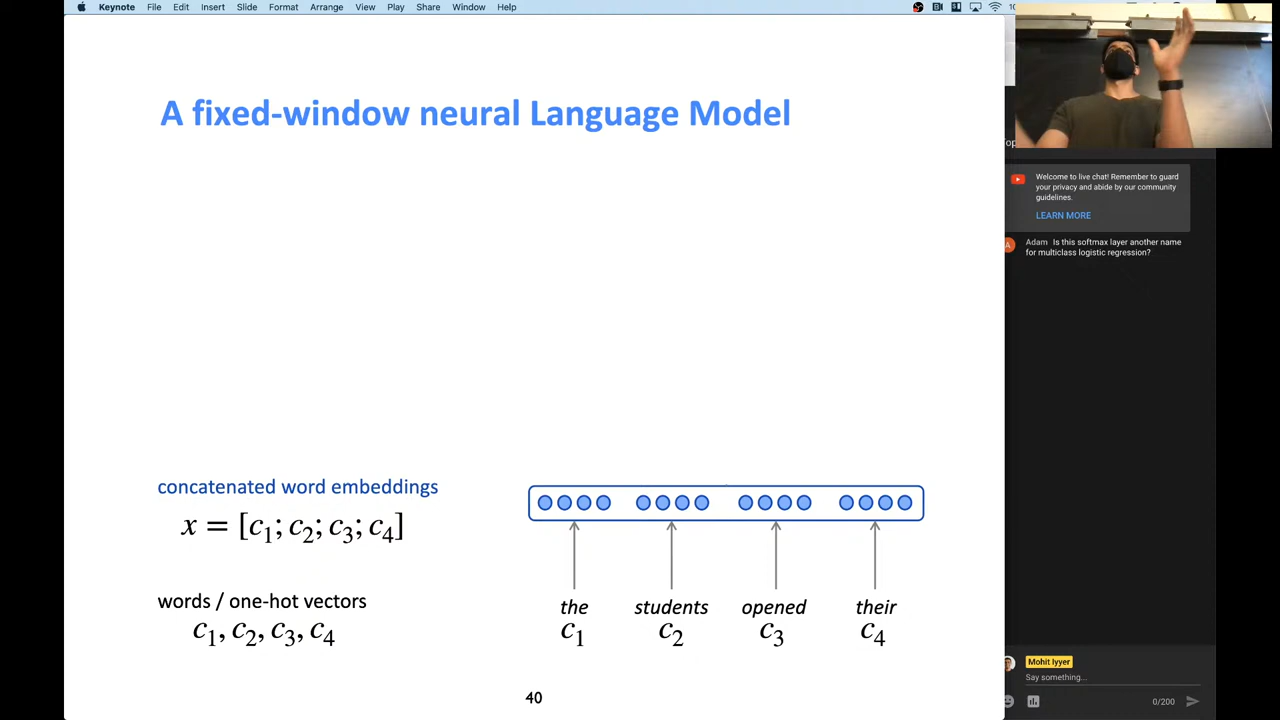 Keynote File Edit Insert Slide Format Arrange View Play Share Window Help
A fixed-window neural Language Model
concatenated word embeddings
x = [c1; c2; c3; c4]
words / one-hot vectors
c1, c2, c3, c4
the students opened their
c1 c2 c3 c4
40
Welcome to live chat! Remember to guard
your privacy and abide by our community
guidelines.
LEARN MORE
A
Adam Is this softmax layer another name
for multiclass logistic regression?
Mohit Iyyer
Say something...
0/200